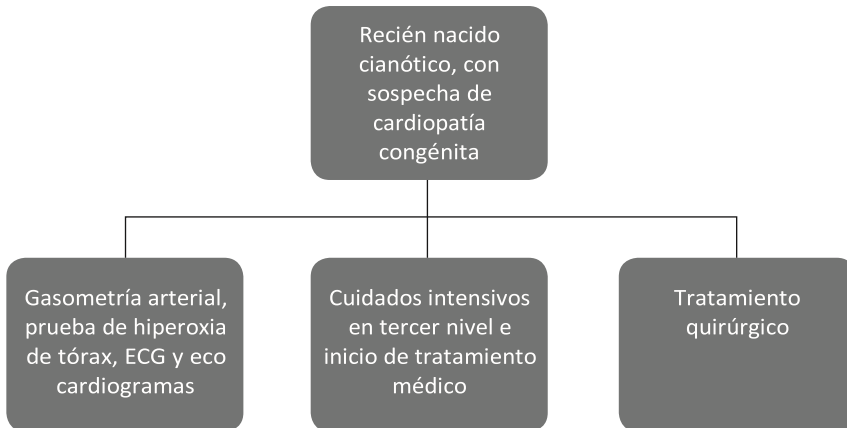 Recién nacido
cianótico, con
sospecha de
cardiopatía
congénita
Gasometría arterial,
prueba de hiperoxia
de tórax, ECG y eco
cardiogramas
Cuidados intensivos
en tercer nivel e
inicio de tratamiento
médico
Tratamiento
quirúrgico